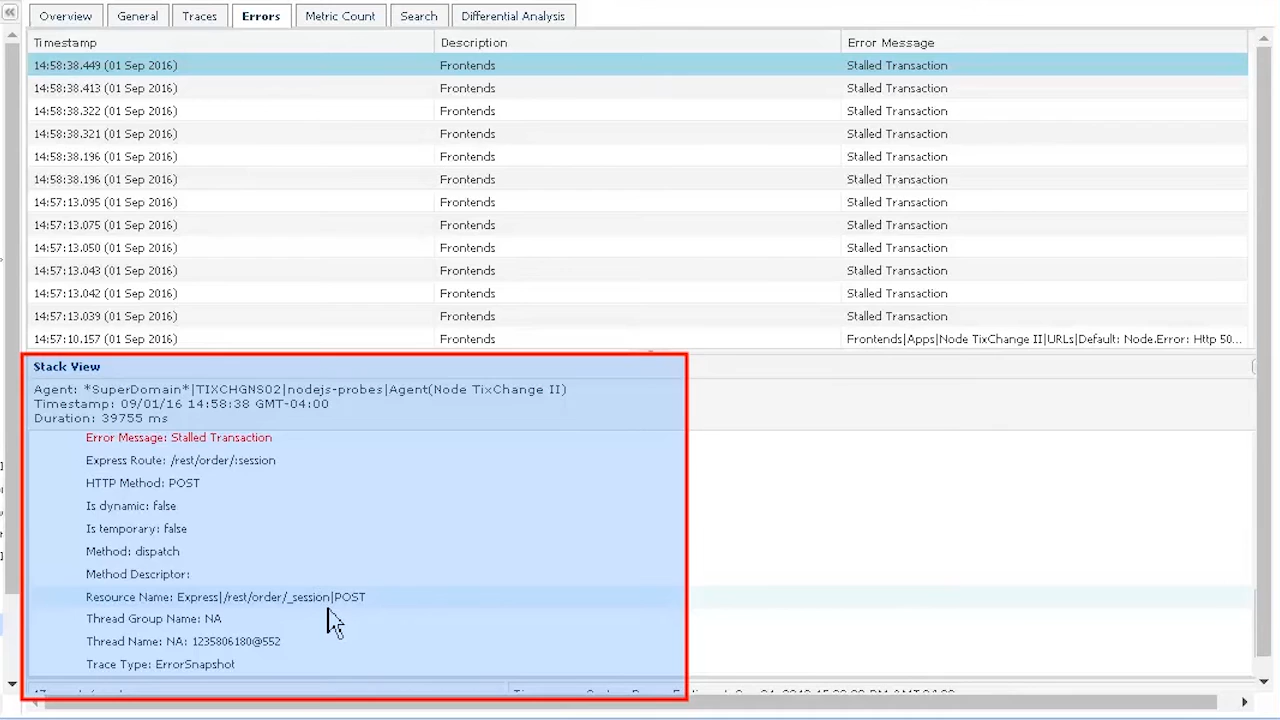 Overview General Traces Errors Metric Count Search Differential Analysis
Timestamp Description Error Message
14:58:38.449 (01 Sep 2016) Frontends Stalled Transaction
14:58:38.413 (01 Sep 2016) Frontends Stalled Transaction
14:58:38.322 (01 Sep 2016) Frontends Stalled Transaction
14:58:38.321 (01 Sep 2016) Frontends Stalled Transaction
14:58:38.196 (01 Sep 2016) Frontends Stalled Transaction
14:58:38.196 (01 Sep 2016) Frontends Stalled Transaction
14:57:13.095 (01 Sep 2016) Frontends Stalled Transaction
14:57:13.075 (01 Sep 2016) Frontends Stalled Transaction
14:57:13.050 (01 Sep 2016) Frontends Stalled Transaction
14:57:13.043 (01 Sep 2016) Frontends Stalled Transaction
14:57:13.042 (01 Sep 2016) Frontends Stalled Transaction
14:57:13.039 (01 Sep 2016) Frontends Stalled Transaction
14:57:10.157 (01 Sep 2016) Frontends Frontends|Apps|Node TixChange II|URLs|Default: Node.Error: Http 50...
Stack View
Agent: *SuperDomain*|TIXCHGNS02|nodejs-probes|Agent(Node TixChange II)
Timestamp: 09/01/16 14:58:38 GMT-04:00
Duration: 39755 ms
Error Message: Stalled Transaction
Express Route: /rest/order/:session
HTTP Method: POST
Is dynamic: false
Is temporary: false
Method: dispatch
Method Descriptor:
Resource Name: Express|/rest/order/_session|POST
Thread Group Name: NA
Thread Name: NA: 1235806180@552
Trace Type: ErrorSnapshot